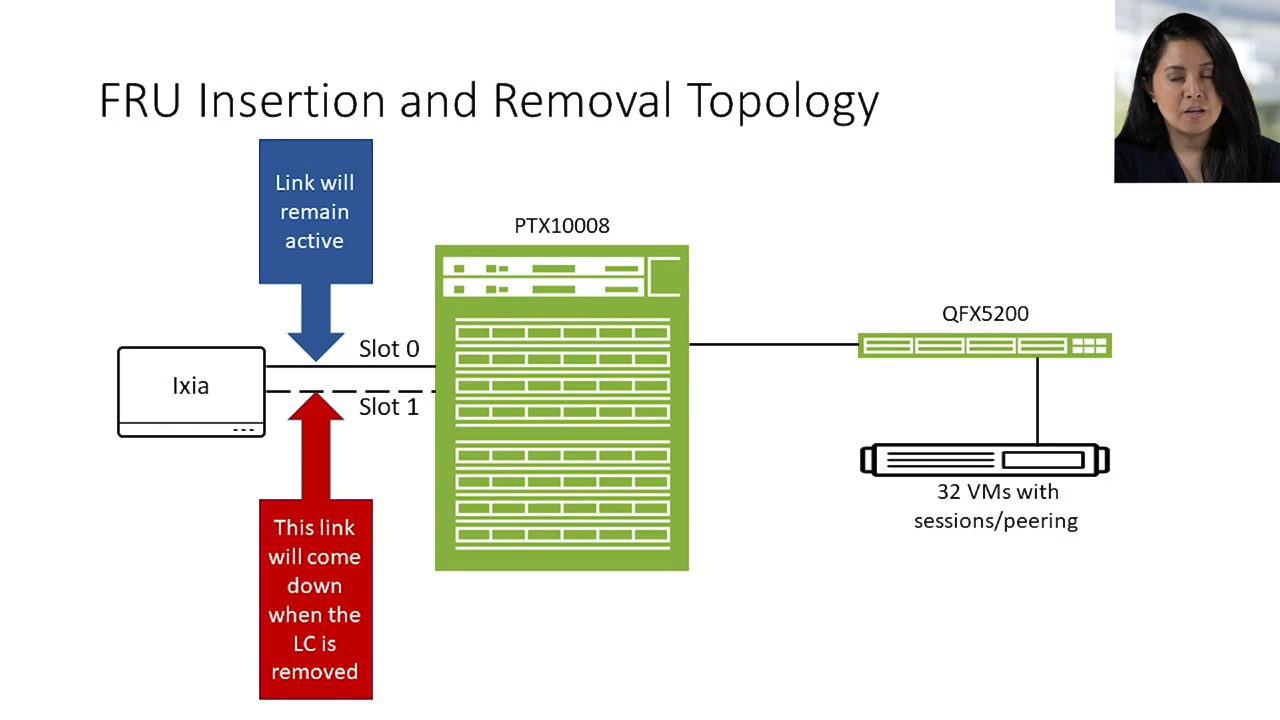 FRU Insertion and Removal Topology
Link will
remain
active
PTX10008
QFX5200
Slot 0
Ixia
Slot 1
32 VMs with
sessions/peering
This link
will come
down
when the
LC is
removed